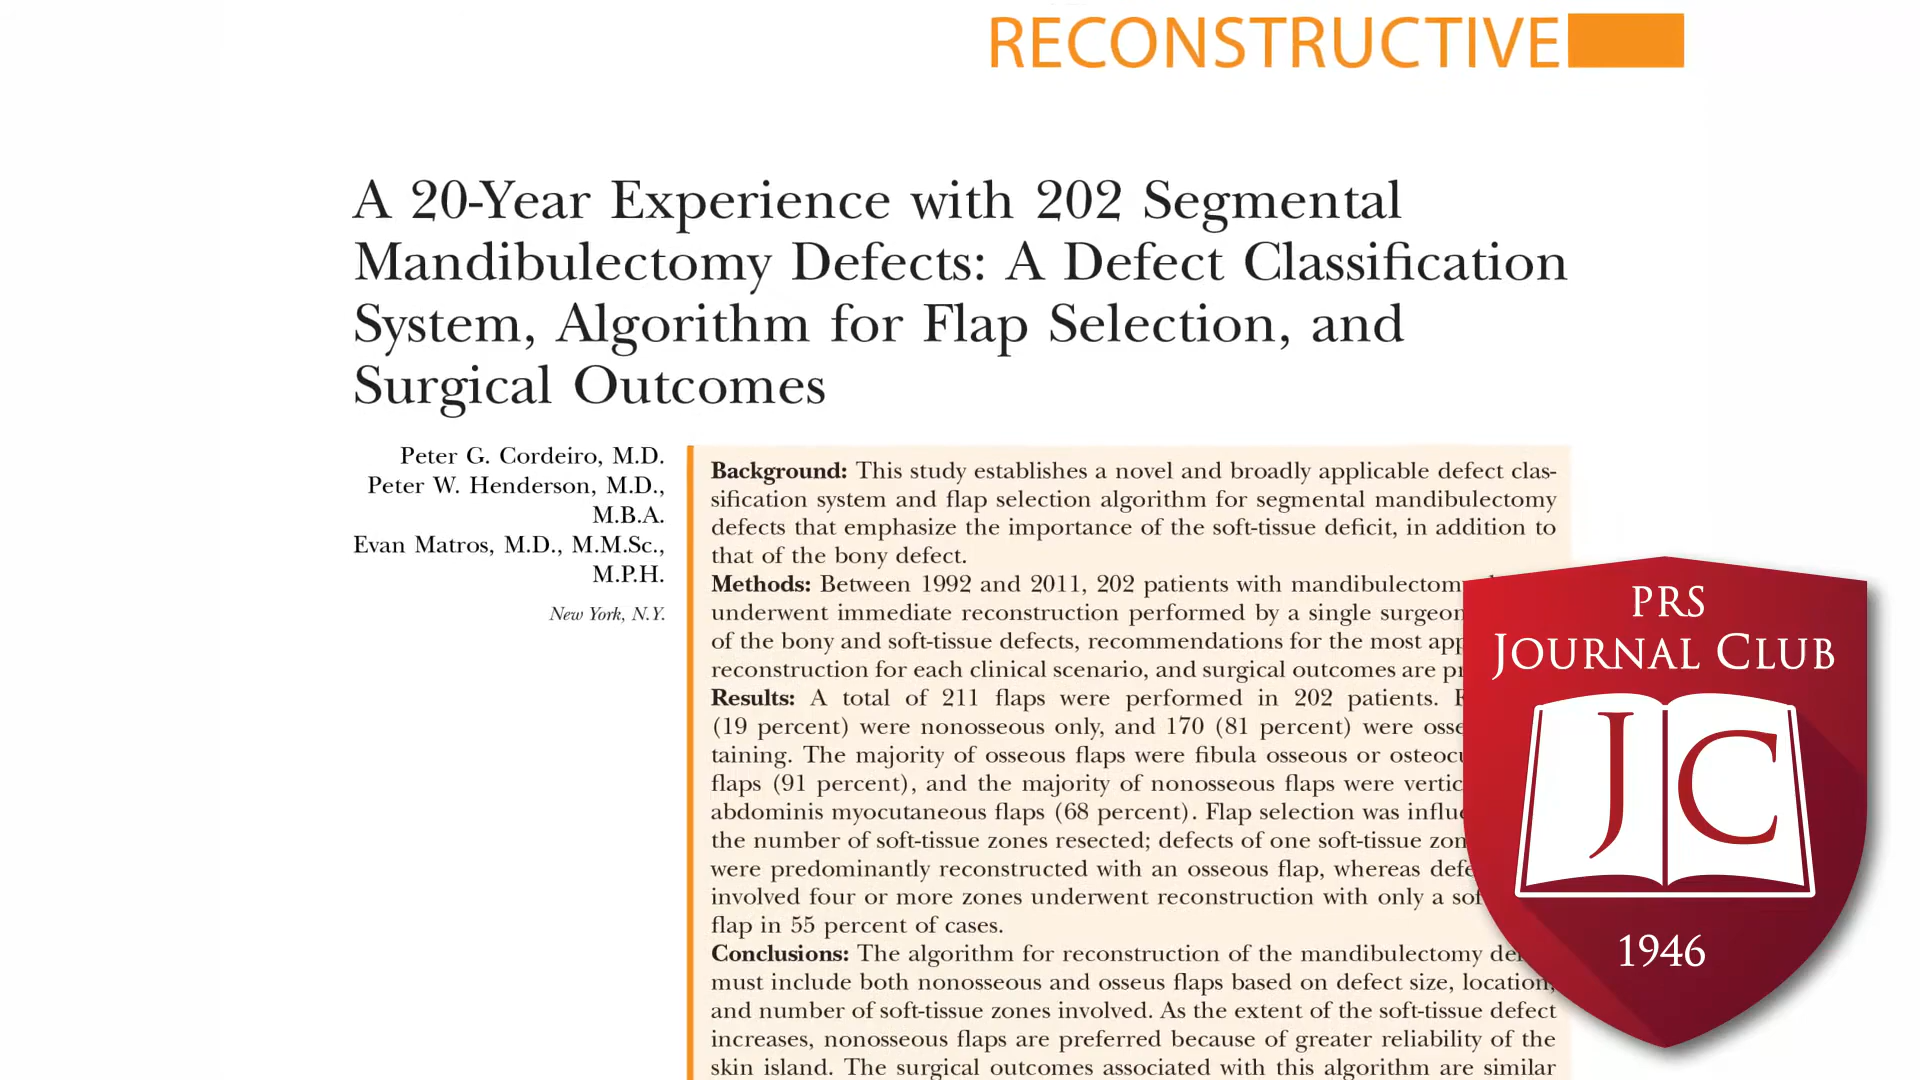 RECONSTRUCTIVE
A 20-Year Experience with 202 Segmental
Mandibulectomy Defects: A Defect Classification
System, Algorithm for Flap Selection, and
Surgical Outcomes
Peter G. Cordeiro, M.D.
Peter W. Henderson, M.D.,
M.B.A.
Evan Matros, M.D., M.M.Sc.,
M.P.H.
New York, N.Y.
Background: This study establishes a novel and broadly applicable defect clas-
sification system and flap selection algorithm for segmental mandibulectomy
defects that emphasize the importance of the soft-tissue deficit, in addition to
that of the bony defect.
Methods: Between 1992 and 2011, 202 patients with
underwent immediate reconstruction performed by a single
of the bony and soft-tissue defects, recommendations for the most
reconstruction for each clinical scenario, and surgical outcomes are
Results: A total of 211 flaps were performed in 202 patients.
(19 percent) were nonosseous only, and 170 (81 percent) were
taining. The majority of osseous flaps were fibula osseous or
flaps (91 percent), and the majority of nonosseous flaps were
abdominis myocutaneous flaps (68 percent). Flap selection was
the number of soft-tissue zones resected; defects of one soft-tissue
were predominantly reconstructed with an osseous flap, whereas
involved four or more zones underwent reconstruction with only a
flap in 55 percent of cases.
Conclusions: The algorithm for reconstruction of the mandibulectomy
must include both nonosseous and osseus flaps based on defect size, location,
and number of soft-tissue zones involved. As the extent of the soft-tissue defect
increases, nonosseous flaps are preferred because of greater reliability of the
skin island. The surgical outcomes associated with this algorithm are similar
PRS
JOURNAL CLUB
JC
1946